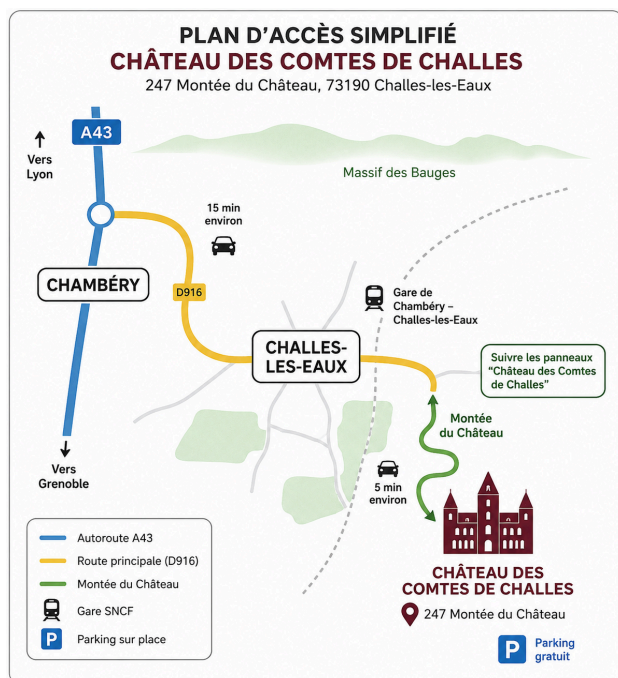 PLAN D'ACCÈS SIMPLIFIÉ
CHÂTEAU DES COMTES DE CHALLES
247 Montée du Château, 73190 Challes-les-Eaux
A43
Vers
Lyon
Massif des Bauges
15 min
environ
CHAMBÉRY
D916
Gare de
Chambéry –
Challes-les-Eaux
CHALLES-
LES-EAUX
Suivre les panneaux
"Château des Comtes
de Challes"
Montée
du Château
Vers
Grenoble
5 min
environ
Autoroute A43
Route principale (D916)
Montée du Château
Gare SNCF
P Parking sur place
CHÂTEAU DES
COMTES DE CHALLES
247 Montée du Château
P Parking
gratuit